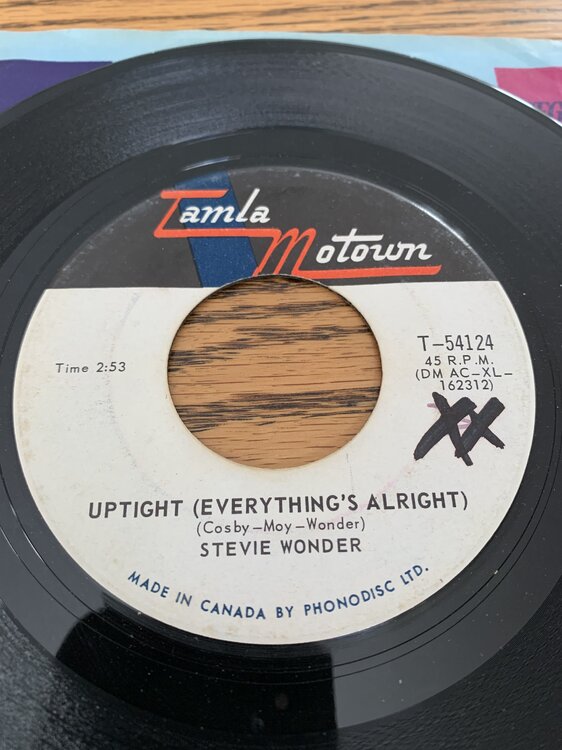 Tamla
Motown
T-54124
45 R.P.M.
(DM AC-XL-
162312)
Time 2:53
XX
UPTIGHT (EVERYTHING'S ALRIGHT)
(Cosby-Moy-Wonder)
STEVIE WONDER
MADE IN CANADA BY PHONODISC LTD.